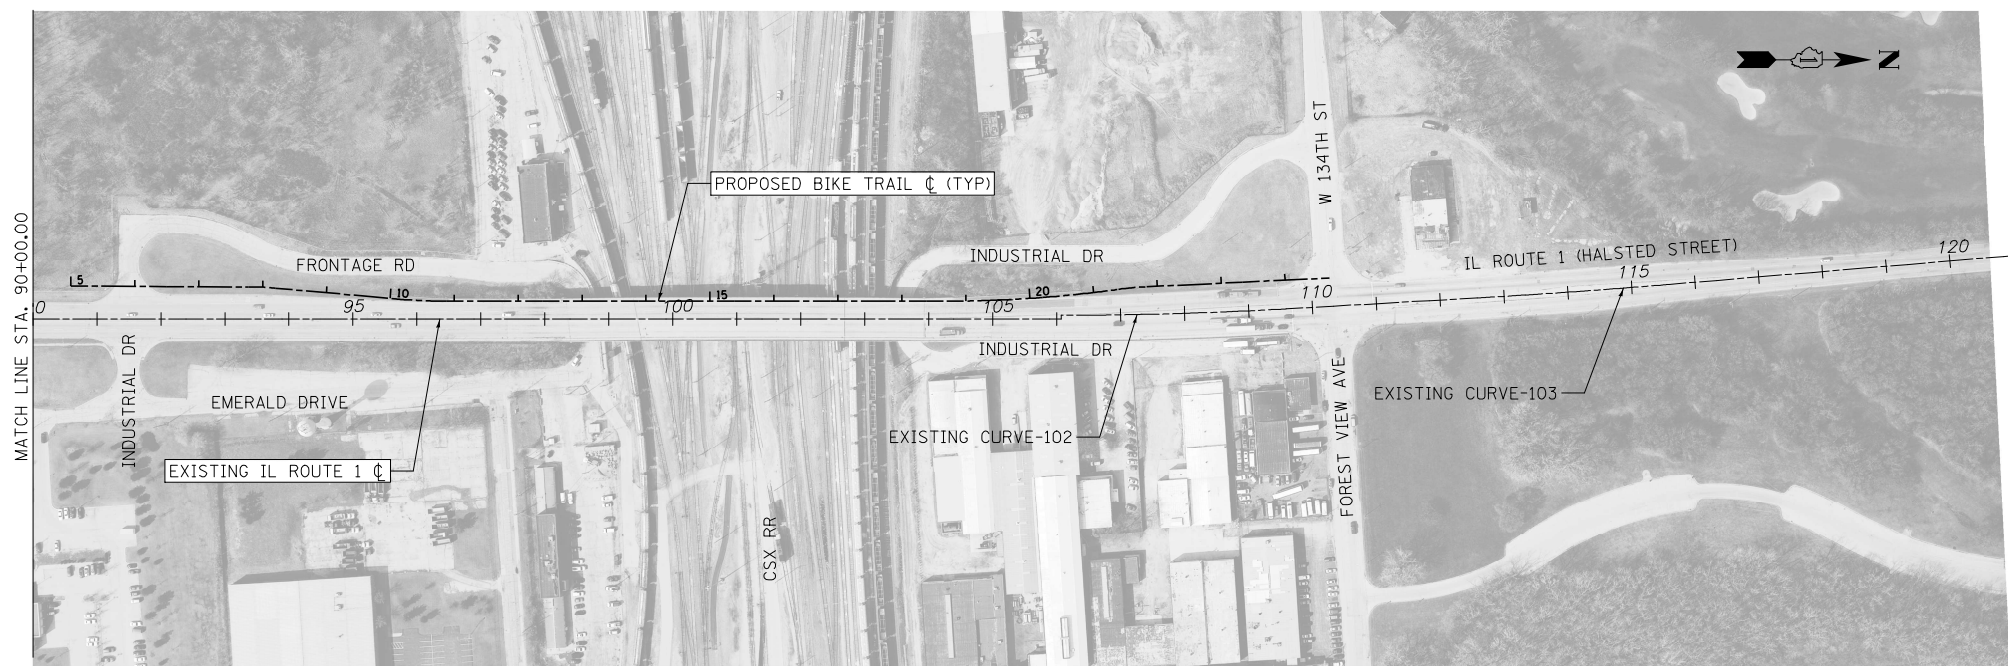 N
W 134TH ST
PROPOSED BIKE TRAIL ℄ (TYP)
MATCH LINE STA. 90+00.00
FRONTAGE RD
INDUSTRIAL DR
IL ROUTE 1 (HALSTED STREET)
120
115
110
5
10
15
20
0
95
100
105
INDUSTRIAL DR
INDUSTRIAL DR
EMERALD DRIVE
FOREST VIEW AVE
EXISTING CURVE-103
EXISTING CURVE-102
EXISTING IL ROUTE 1 ℄
CSX RR